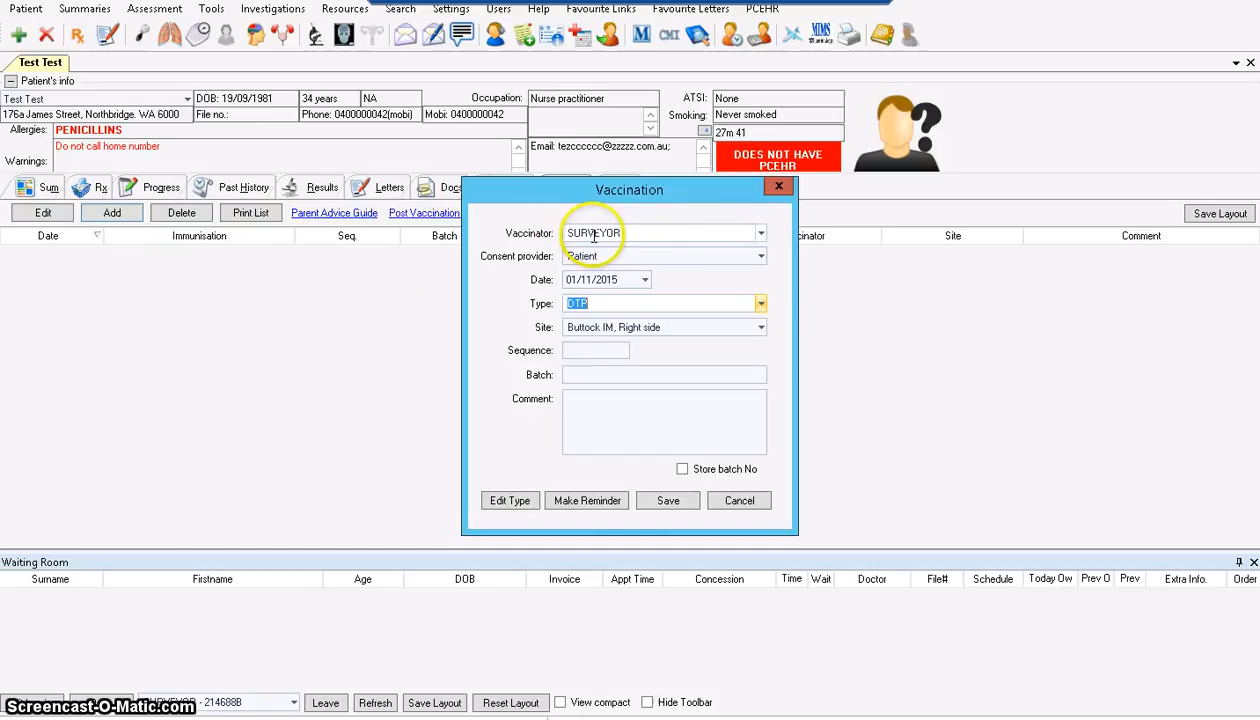 Patient Summaries Assessment Tools Investigations Resources Search Settings Users Help Favourite Links Favourite Letters PCEHR
M CMI MIMS
Test Test
Patient's info
Test Test DOB: 19/09/1981 34 years NA Occupation: Nurse practitioner ATSI: None
176a James Street, Northbridge. WA 6000 File no.: Phone: 0400000042(mobi) Mobi: 0400000042 Smoking: Never smoked
Allergies: PENICILLINS 27m 41
Do not call home number Email: tezcccccc@zzzzz.com.au;
Warnings: DOES NOT HAVE PCEHR
Sum Rx Progress Past History Results Letters Docs
Vaccination
Edit Add Delete Print List Parent Advice Guide Post Vaccination Save Layout
Date Immunisation Seq. Batch cinator Site Comment
Vaccinator: SURVEYOR
Consent provider: Patient
Date: 01/11/2015
Type: DTP
Site: Buttock IM, Right side
Sequence:
Batch:
Comment:
Store batch No
Edit Type Make Reminder Save Cancel
Waiting Room
Surname Firstname Age DOB Invoice Appt Time Concession Time Wait Doctor File# Schedule Today Ow Prev O Prev Extra Info. Order
SURVEYOR - 214688B Leave Refresh Save Layout Reset Layout View compact Hide Toolbar
Screencast-O-Matic.com